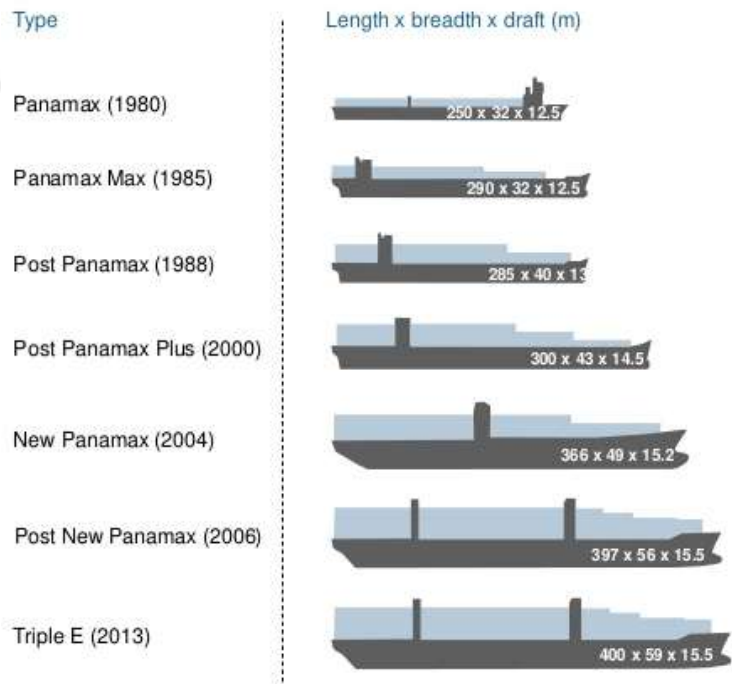 Type Length x breadth x draft (m)
Panamax (1980) 250 x 32 x 12.5
Panamax Max (1985) 290 x 32 x 12.5
Post Panamax (1988) 285 x 40 x 13
Post Panamax Plus (2000) 300 x 43 x 14.5
New Panamax (2004) 366 x 49 x 15.2
Post New Panamax (2006) 397 x 56 x 15.5
Triple E (2013) 400 x 59 x 15.5